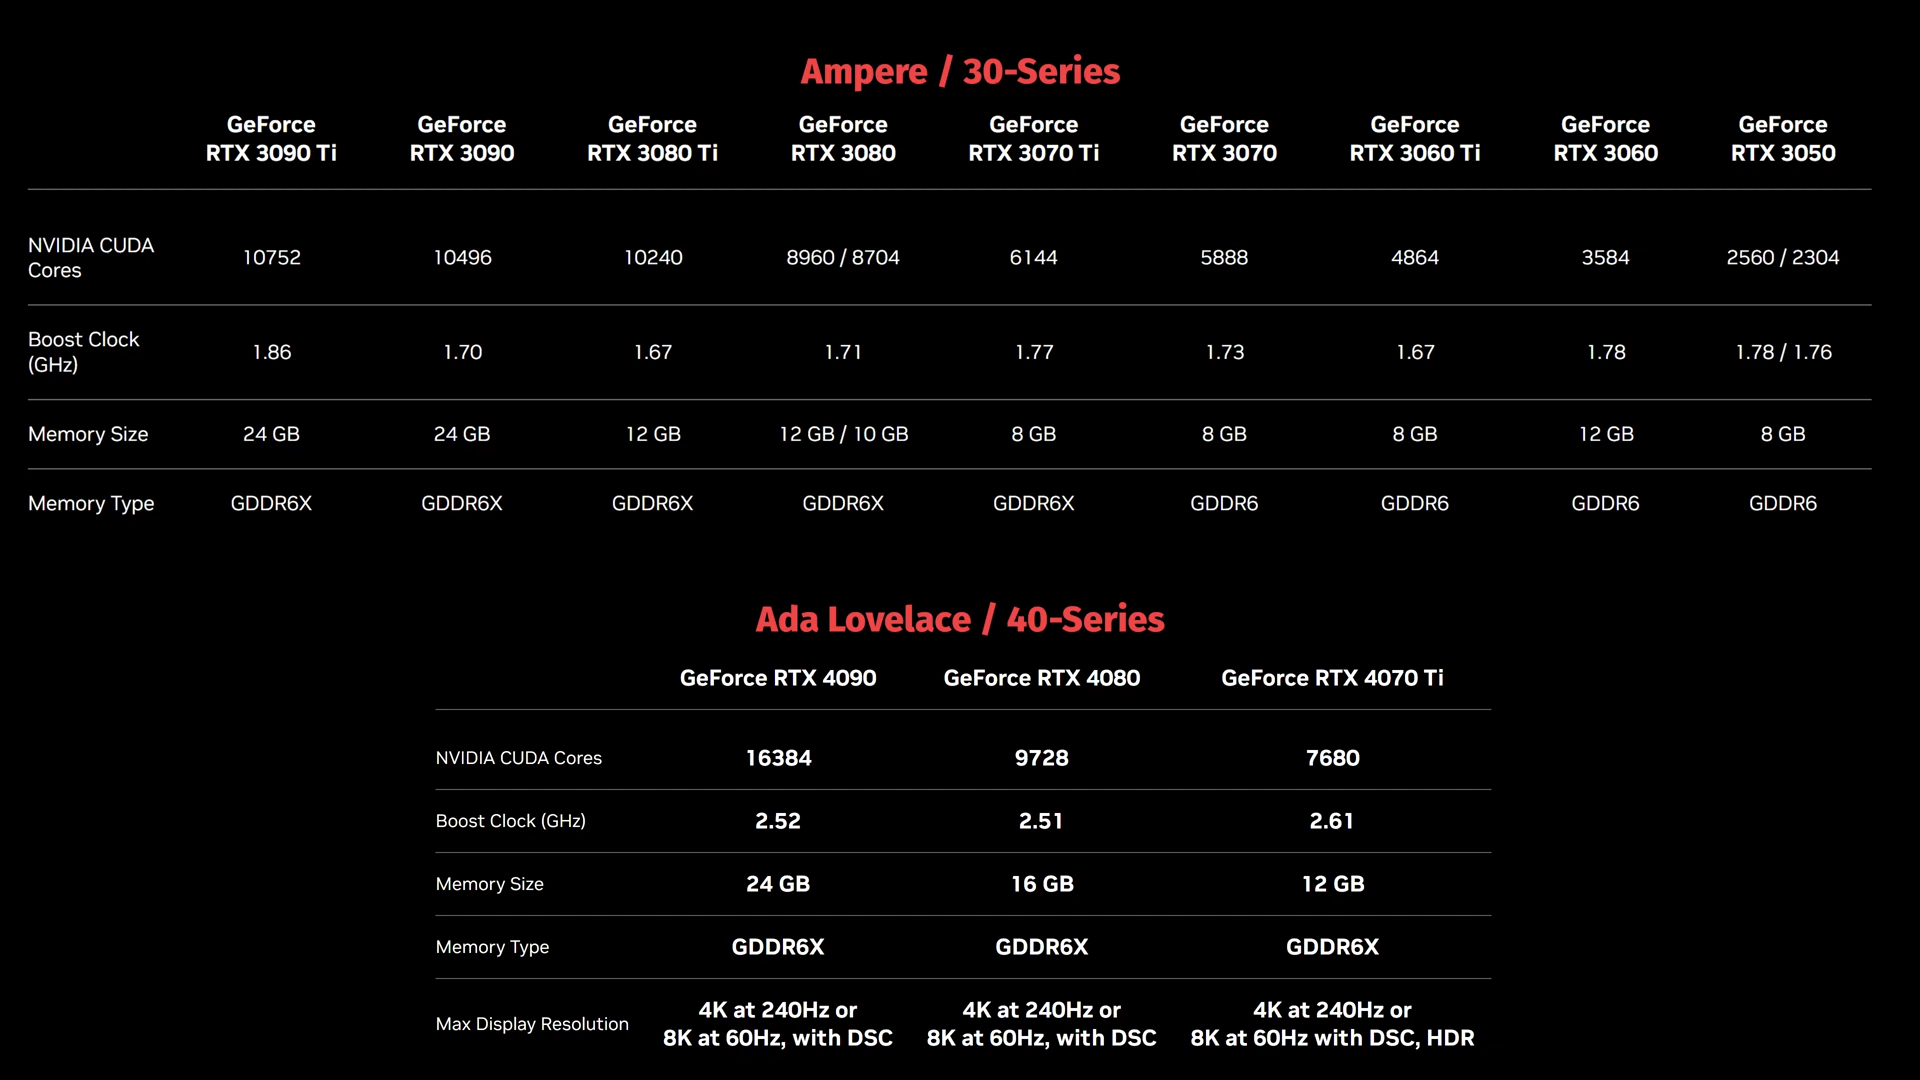 Ampere / 30-Series
GeForce RTX 3090 Ti GeForce RTX 3090 GeForce RTX 3080 Ti GeForce RTX 3080 GeForce RTX 3070 Ti GeForce RTX 3070 GeForce RTX 3060 Ti GeForce RTX 3060 GeForce RTX 3050
NVIDIA CUDA Cores 10752 10496 10240 8960 / 8704 6144 5888 4864 3584 2560 / 2304
Boost Clock (GHz) 1.86 1.70 1.67 1.71 1.77 1.73 1.67 1.78 1.78 / 1.76
Memory Size 24 GB 24 GB 12 GB 12 GB / 10 GB 8 GB 8 GB 8 GB 12 GB 8 GB
Memory Type GDDR6X GDDR6X GDDR6X GDDR6X GDDR6X GDDR6 GDDR6 GDDR6 GDDR6
Ada Lovelace / 40-Series
GeForce RTX 4090 GeForce RTX 4080 GeForce RTX 4070 Ti
NVIDIA CUDA Cores 16384 9728 7680
Boost Clock (GHz) 2.52 2.51 2.61
Memory Size 24 GB 16 GB 12 GB
Memory Type GDDR6X GDDR6X GDDR6X
Max Display Resolution 4K at 240Hz or 8K at 60Hz, with DSC 4K at 240Hz or 8K at 60Hz, with DSC 4K at 240Hz or 8K at 60Hz with DSC, HDR